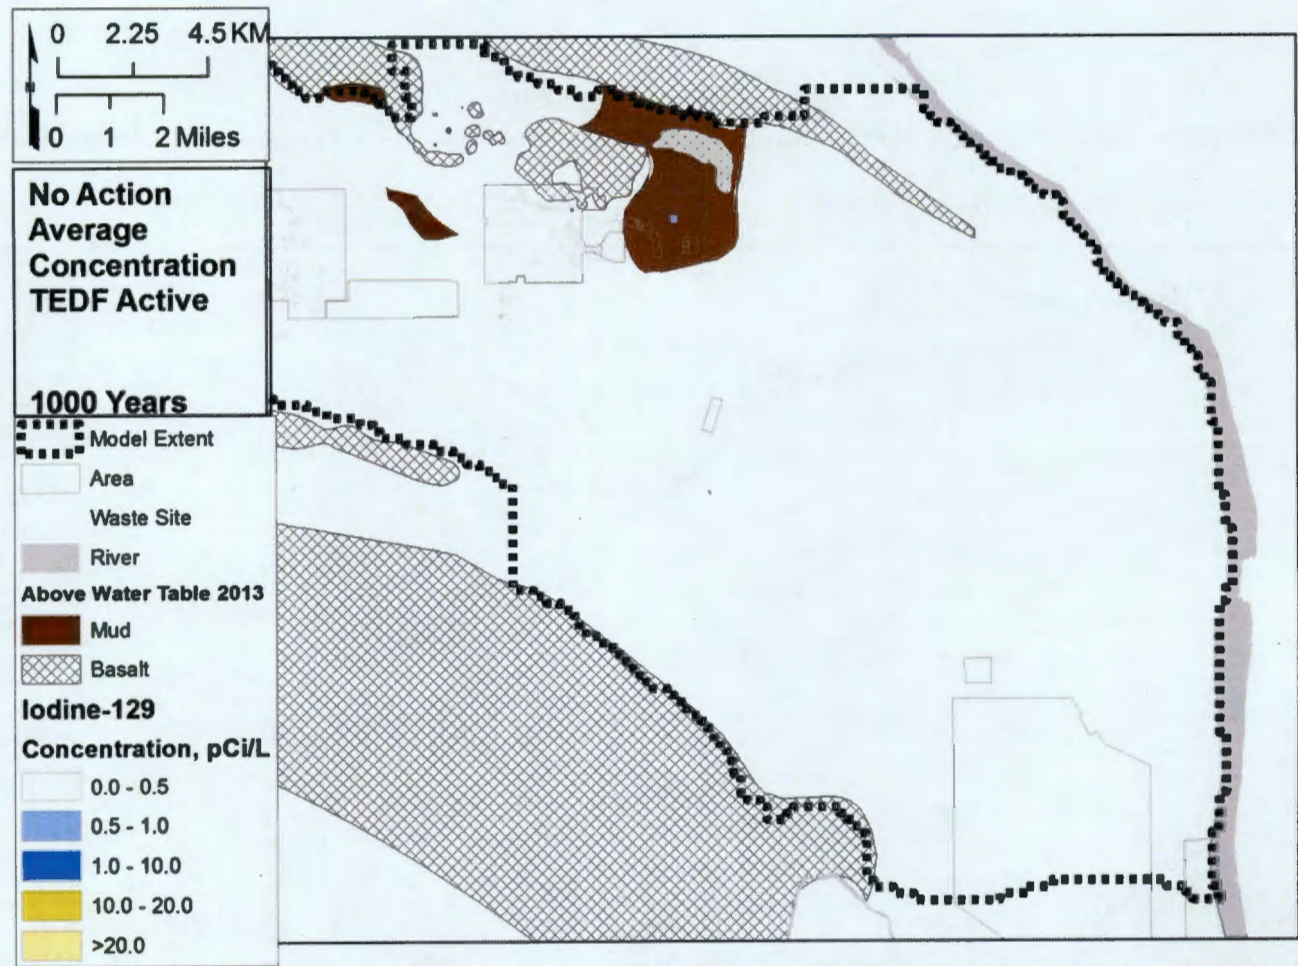 0 2.25 4.5 KM
0 1 2 Miles
No Action
Average
Concentration
TEDF Active
1000 Years
Model Extent
Area
Waste Site
River
Above Water Table 2013
Mud
Basalt
Iodine-129
Concentration, pCi/L
0.0 - 0.5
0.5 - 1.0
1.0 - 10.0
10.0 - 20.0
>20.0